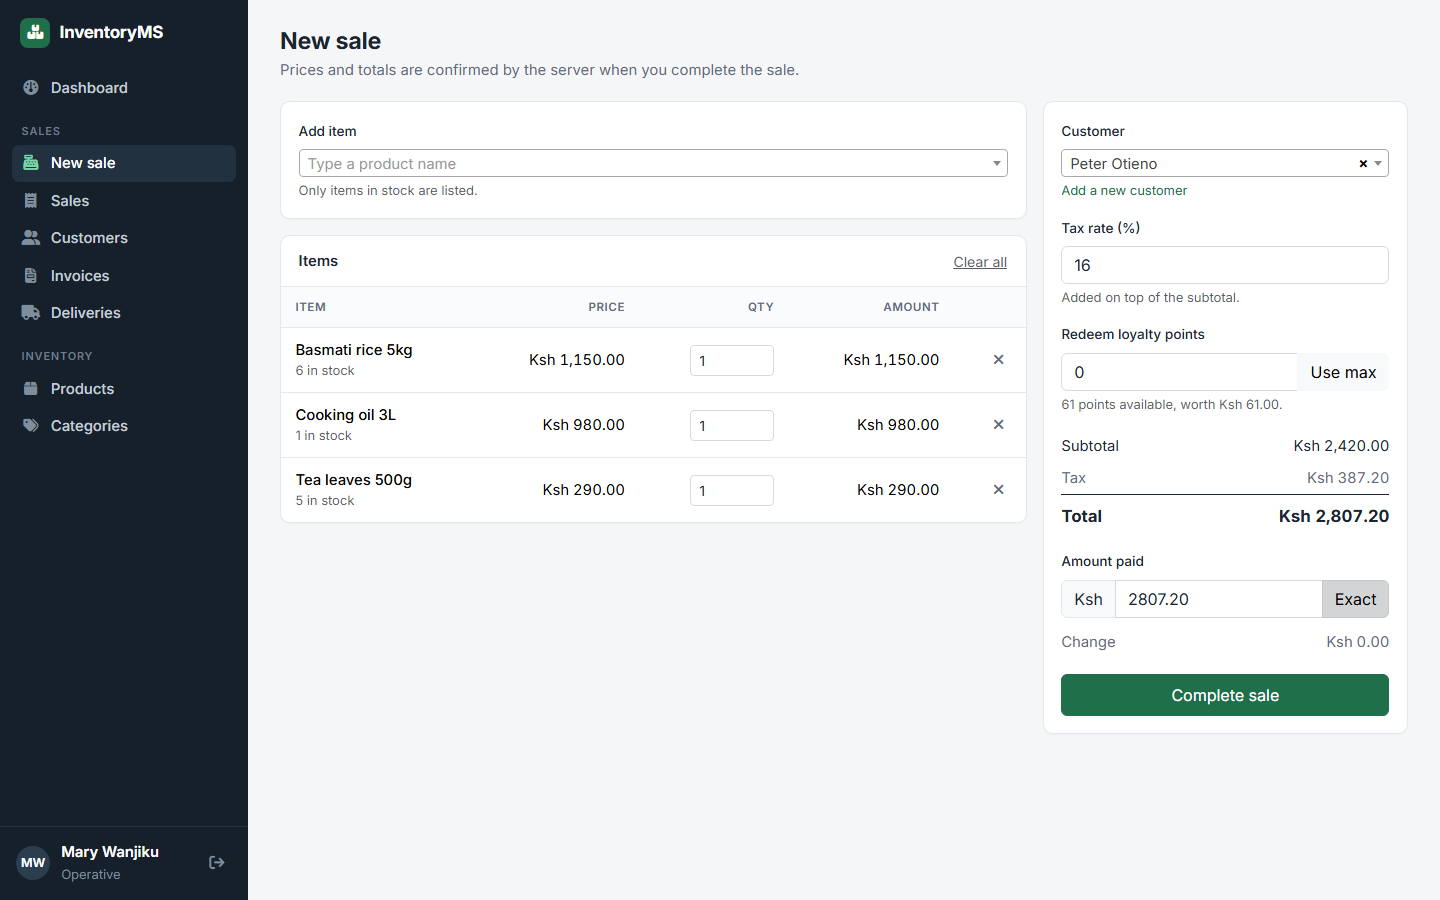 InventoryMS
Dashboard
SALES
New sale
Sales
Customers
Invoices
Deliveries
INVENTORY
Products
Categories
MW
Mary Wanjiku
Operative
New sale
Prices and totals are confirmed by the server when you complete the sale.
Add item
Type a product name
Only items in stock are listed.
Items
Clear all
ITEM PRICE QTY AMOUNT
Basmati rice 5kg
6 in stock
Ksh 1,150.00 1 Ksh 1,150.00 ×
Cooking oil 3L
1 in stock
Ksh 980.00 1 Ksh 980.00 ×
Tea leaves 500g
5 in stock
Ksh 290.00 1 Ksh 290.00 ×
Customer
Peter Otieno ×
Add a new customer
Tax rate (%)
16
Added on top of the subtotal.
Redeem loyalty points
0 Use max
61 points available, worth Ksh 61.00.
Subtotal Ksh 2,420.00
Tax Ksh 387.20
Total Ksh 2,807.20
Amount paid
Ksh 2807.20 Exact
Change Ksh 0.00
Complete sale